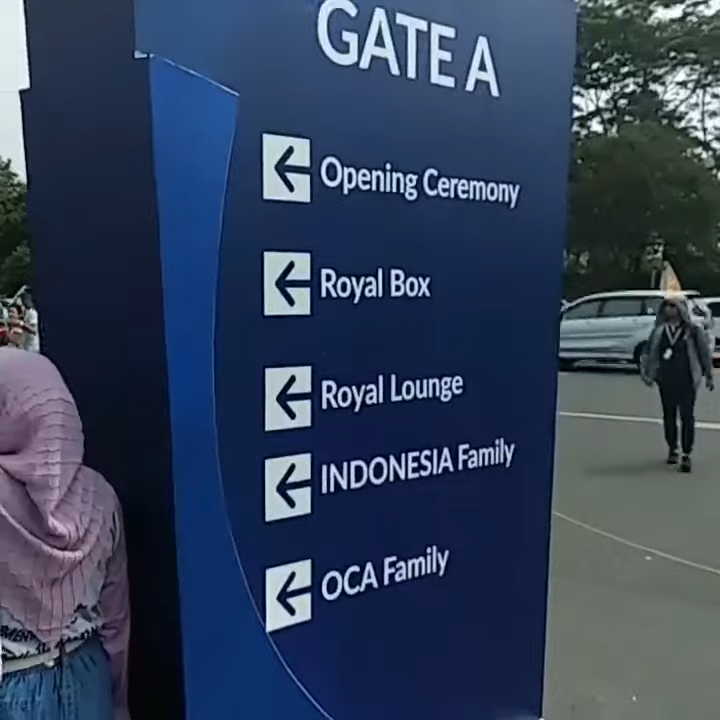 GATE A
Opening Ceremony
Royal Box
Royal Lounge
INDONESIA Family
OCA Family